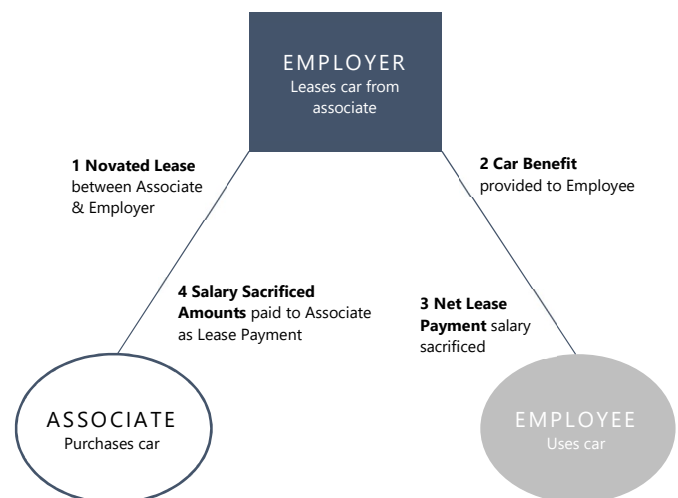 EMPLOYER
Leases car from
associate
1 Novated Lease
between Associate
& Employer
2 Car Benefit
provided to Employee
4 Salary Sacrificed
Amounts paid to Associate
as Lease Payment
3 Net Lease
Payment salary
sacrificed
ASSOCIATE
Purchases car
EMPLOYEE
Uses car